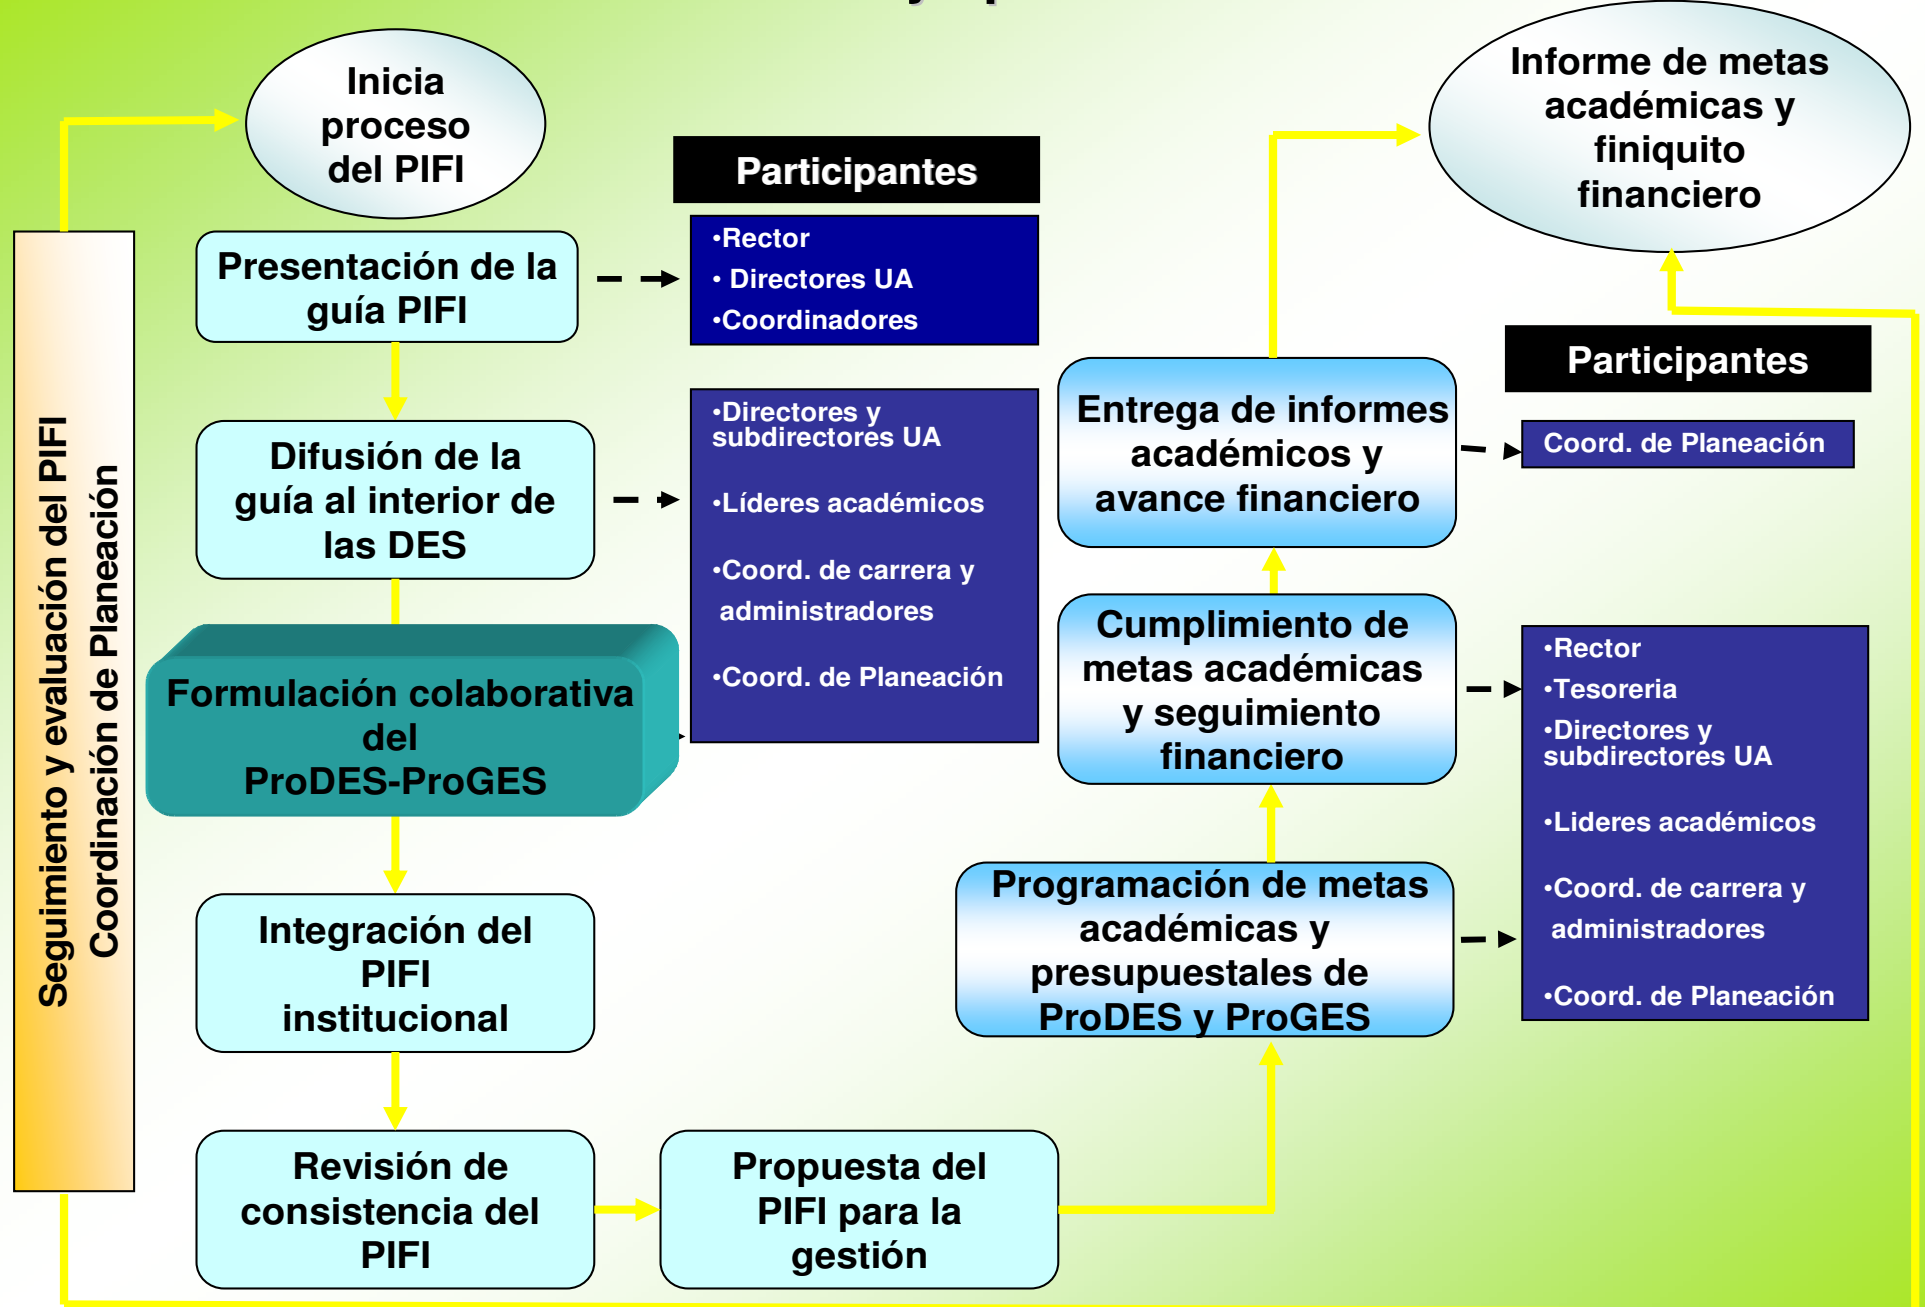 Inicia
proceso
del PIFI
Participantes
Presentación de la
guía PIFI
•Rector
• Directores UA
•Coordinadores
Difusión de la
guía al interior de
las DES
•Directores y
subdirectores UA
•Líderes académicos
•Coord. de carrera y
administradores
•Coord. de Planeación
Formulación colaborativa
del
ProDES-ProGES
Integración del
PIFI
institucional
Revisión de
consistencia del
PIFI
Propuesta del
PIFI para la
gestión
Seguimiento y evaluación del PIFI
Coordinación de Planeación
Informe de metas
académicas y
finiquito
financiero
Participantes
Entrega de informes
académicos y
avance financiero
Coord. de Planeación
Cumplimiento de
metas académicas
y seguimiento
financiero
Programación de metas
académicas y
presupuestales de
ProDES y ProGES
•Rector
•Tesoreria
•Directores y
subdirectores UA
•Lideres académicos
•Coord. de carrera y
administradores
•Coord. de Planeación